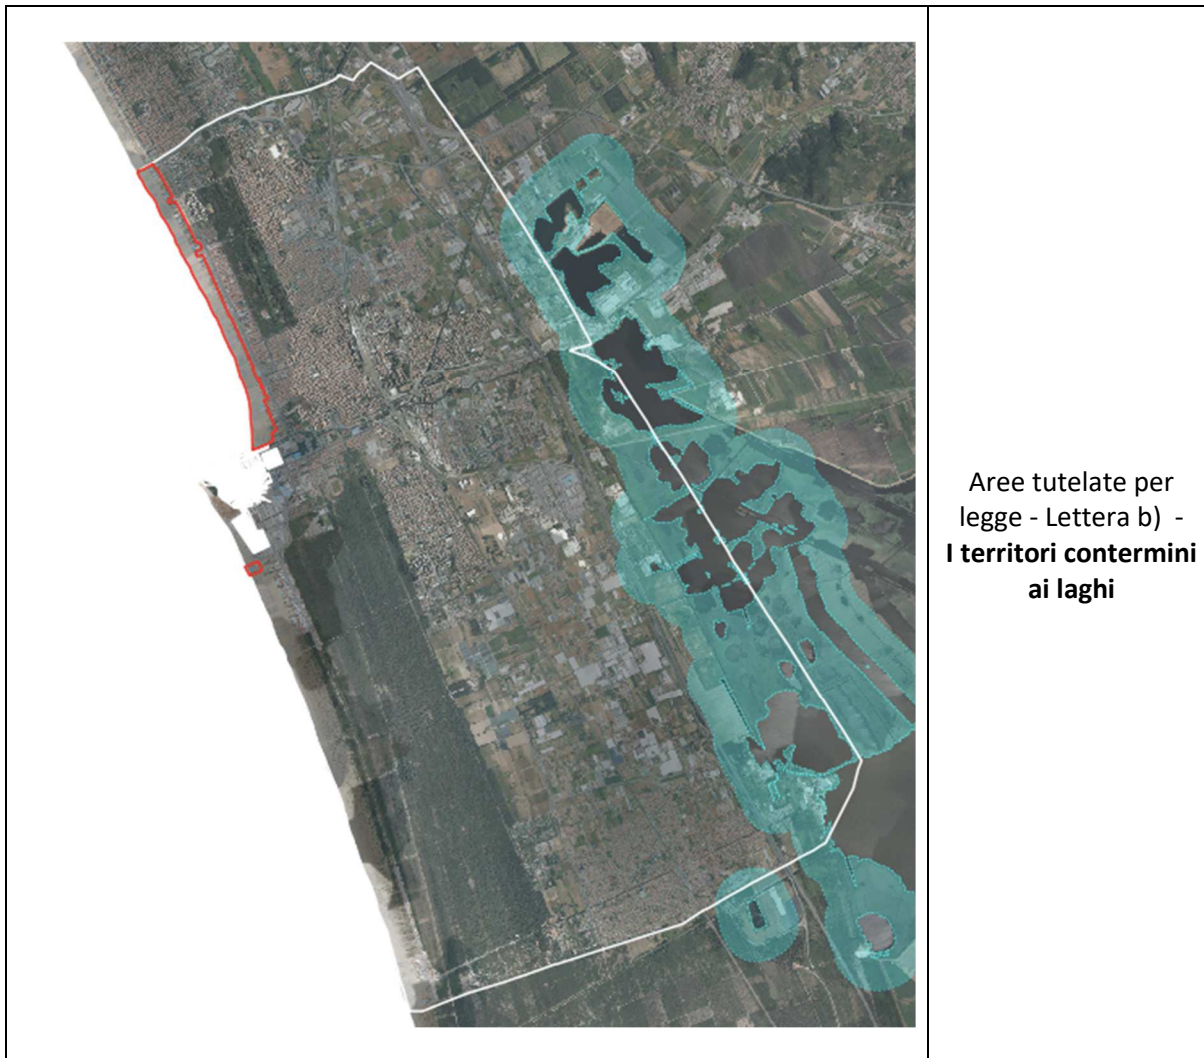 Aree tutelate per
legge - Lettera b) -
I territori contermini
ai laghi